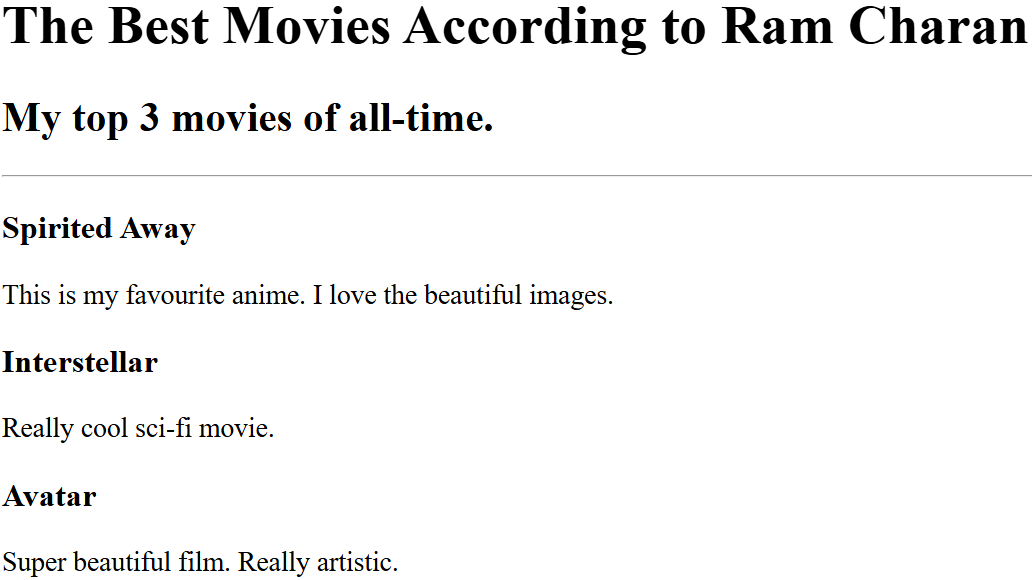 The Best Movies According to Ram Charan
My top 3 movies of all-time.
Spirited Away
This is my favourite anime. I love the beautiful images.
Interstellar
Really cool sci-fi movie.
Avatar
Super beautiful film. Really artistic.